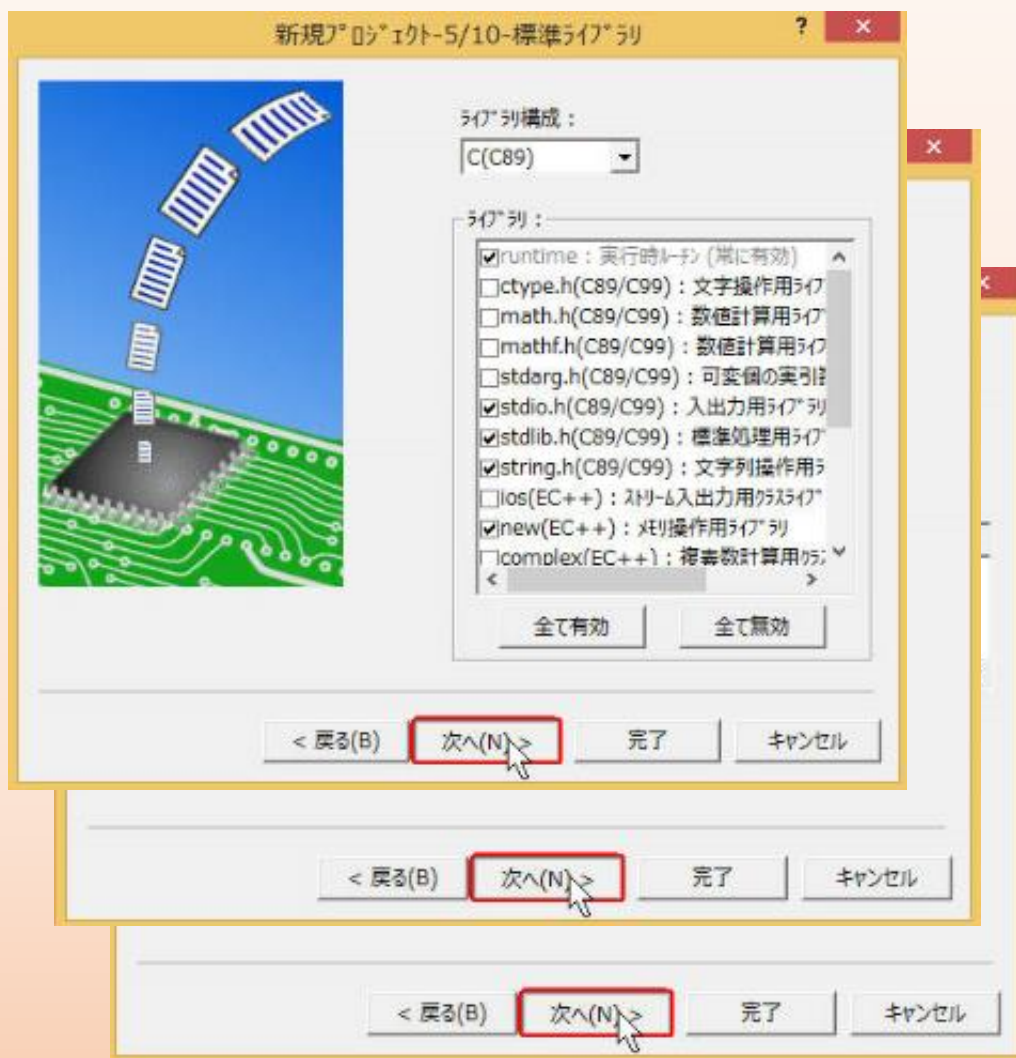 新規プロジェクト-5/10-標準ライブラリ
ライブラリ構成：
C(C89)
ライブラリ：
runtime：実行時ルーチン (常に有効)
ctype.h(C89/C99)：文字操作用ライブ
math.h(C89/C99)：数値計算用ライブ
mathf.h(C89/C99)：数値計算用ライブ
stdarg.h(C89/C99)：可変個の実引数
stdio.h(C89/C99)：入出力用ライブラリ
stdlib.h(C89/C99)：標準処理用ライブ
string.h(C89/C99)：文字列操作用ラ
ios(EC++)：ストリーム入出力用クラスライブ
new(EC++)：メモリ操作用ライブラリ
complex(EC++)：複素数計算用クラス
全て有効 全て無効
< 戻る(B) 次へ(N) > 完了 キャンセル
< 戻る(B) 次へ(N) > 完了 キャンセル
< 戻る(B) 次へ(N) > 完了 キャンセル